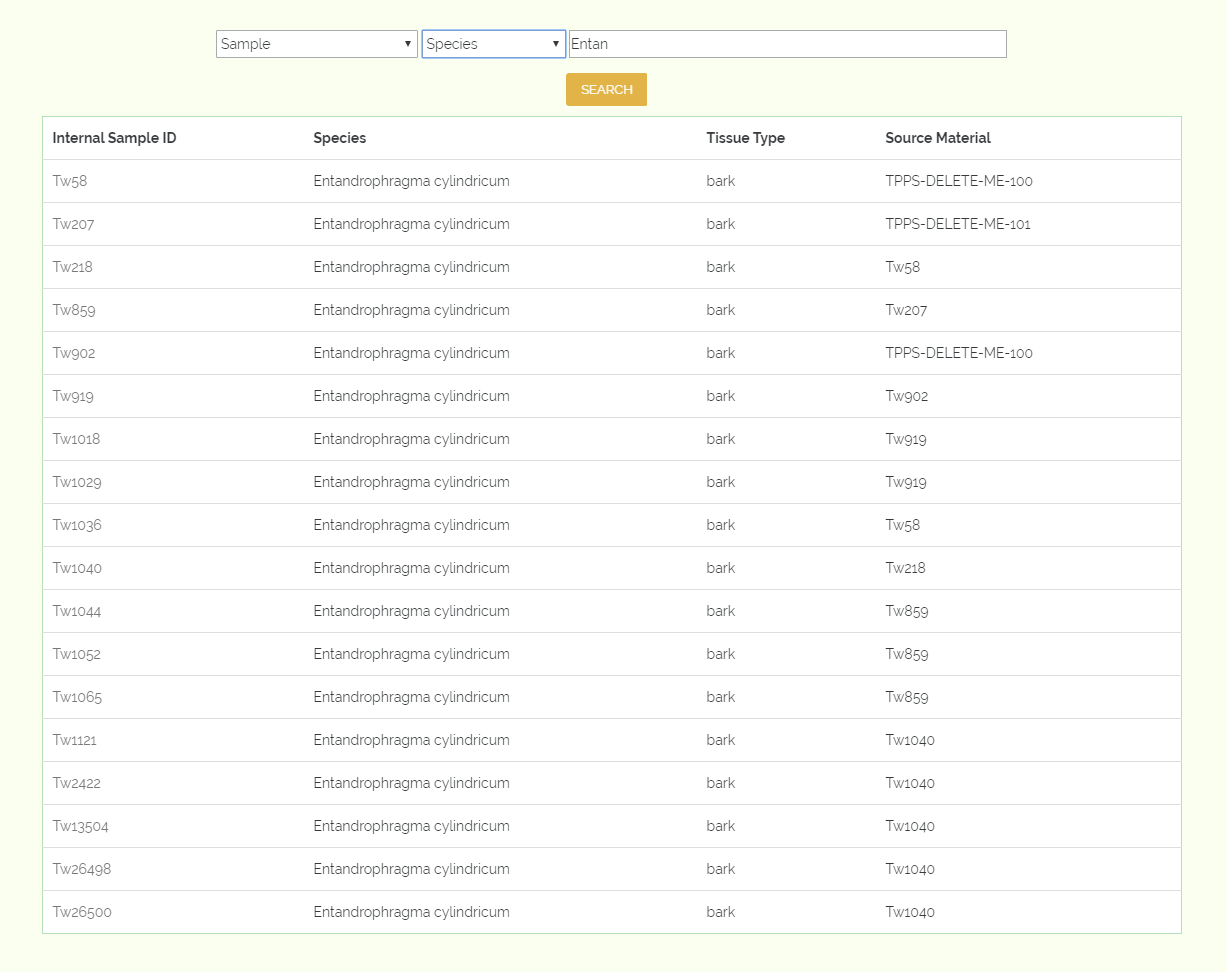 Sample Species Entan
SEARCH
Internal Sample ID Species Tissue Type Source Material
Tw58 Entandrophragma cylindricum bark TPPS-DELETE-ME-100
Tw207 Entandrophragma cylindricum bark TPPS-DELETE-ME-101
Tw218 Entandrophragma cylindricum bark Tw58
Tw859 Entandrophragma cylindricum bark Tw207
Tw902 Entandrophragma cylindricum bark TPPS-DELETE-ME-100
Tw919 Entandrophragma cylindricum bark Tw902
Tw1018 Entandrophragma cylindricum bark Tw919
Tw1029 Entandrophragma cylindricum bark Tw919
Tw1036 Entandrophragma cylindricum bark Tw58
Tw1040 Entandrophragma cylindricum bark Tw218
Tw1044 Entandrophragma cylindricum bark Tw859
Tw1052 Entandrophragma cylindricum bark Tw859
Tw1065 Entandrophragma cylindricum bark Tw859
Tw1121 Entandrophragma cylindricum bark Tw1040
Tw2422 Entandrophragma cylindricum bark Tw1040
Tw13504 Entandrophragma cylindricum bark Tw1040
Tw26498 Entandrophragma cylindricum bark Tw1040
Tw26500 Entandrophragma cylindricum bark Tw1040